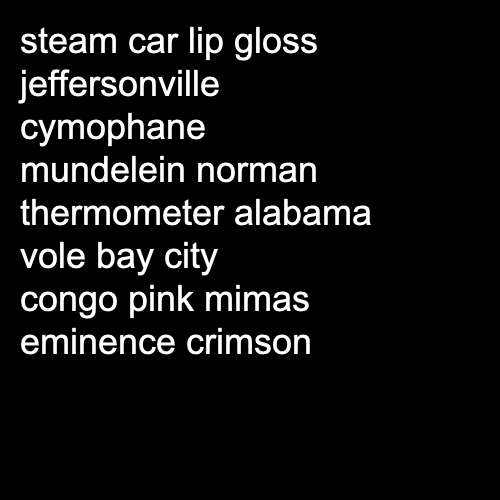 steam car lip gloss
jeffersonville
cymophane
mundelein norman
thermometer alabama
vole bay city
congo pink mimas
eminence crimson